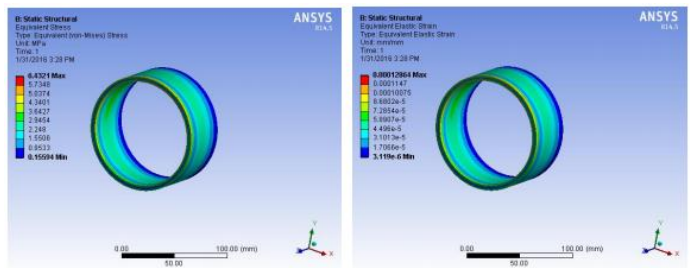 B: Static Structural
Equivalent Stress
Type: Equivalent (von-Mises) Stress
Unit: MPa
Time: 1
1/31/2016 3:28 PM
6.4321 Max
5.7348
5.0374
4.3401
3.6427
2.9454
2.248
1.5506
0.8533
0.15594 Min
ANSYS
R14.5
0.00
100.00 (mm)
50.00
Y
Z
X
B: Static Structural
Equivalent Elastic Strain
Type: Equivalent Elastic Strain
Unit: mm/mm
Time: 1
1/31/2016 3:28 PM
0.00012864 Max
0.0001147
0.00010075
8.6802e-5
7.2854e-5
5.8907e-5
4.496e-5
3.1013e-5
1.7066e-5
3.119e-6 Min
ANSYS
R14.5
0.00
100.00 (mm)
50.00
Y
Z
X